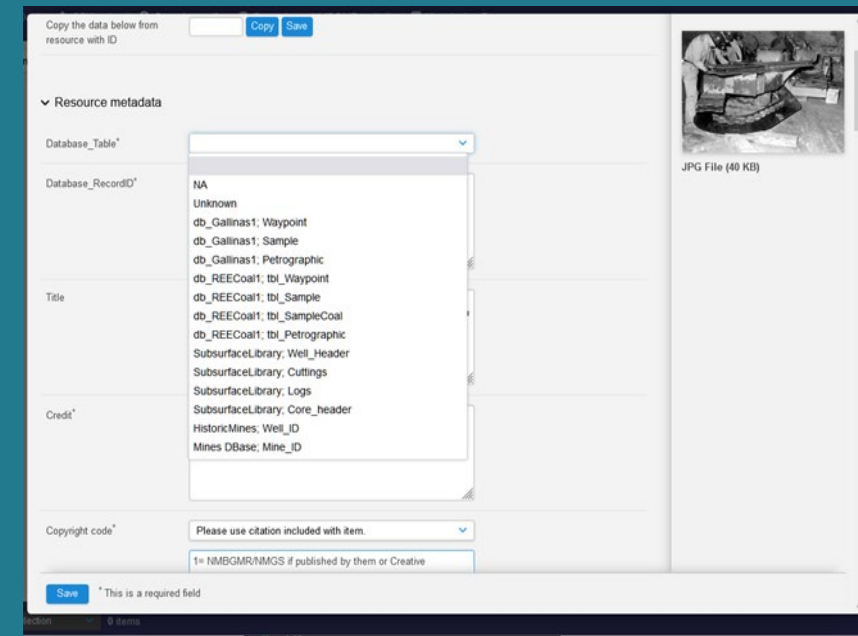 Copy the data below from
resource with ID
Copy Save
Resource metadata
Database_Table*
Database_RecordID*
NA
Unknown
db_Gallinas1; Waypoint
db_Gallinas1; Sample
db_Gallinas1; Petrographic
db_REECoal1; tbl_Waypoint
db_REECoal1; tbl_Sample
Title
db_REECoal1; tbl_SampleCoal
db_REECoal1; tbl_Petrographic
SubsurfaceLibrary; Well_Header
SubsurfaceLibrary; Cuttings
SubsurfaceLibrary; Logs
SubsurfaceLibrary; Core_header
Credit*
HistoricMines; Well_ID
Mines DBase; Mine_ID
Copyright code*
Please use citation included with item.
1= NMBGMR/NMGS if published by them or Creative
Save * This is a required field
JPG File (40 KB)
0 items